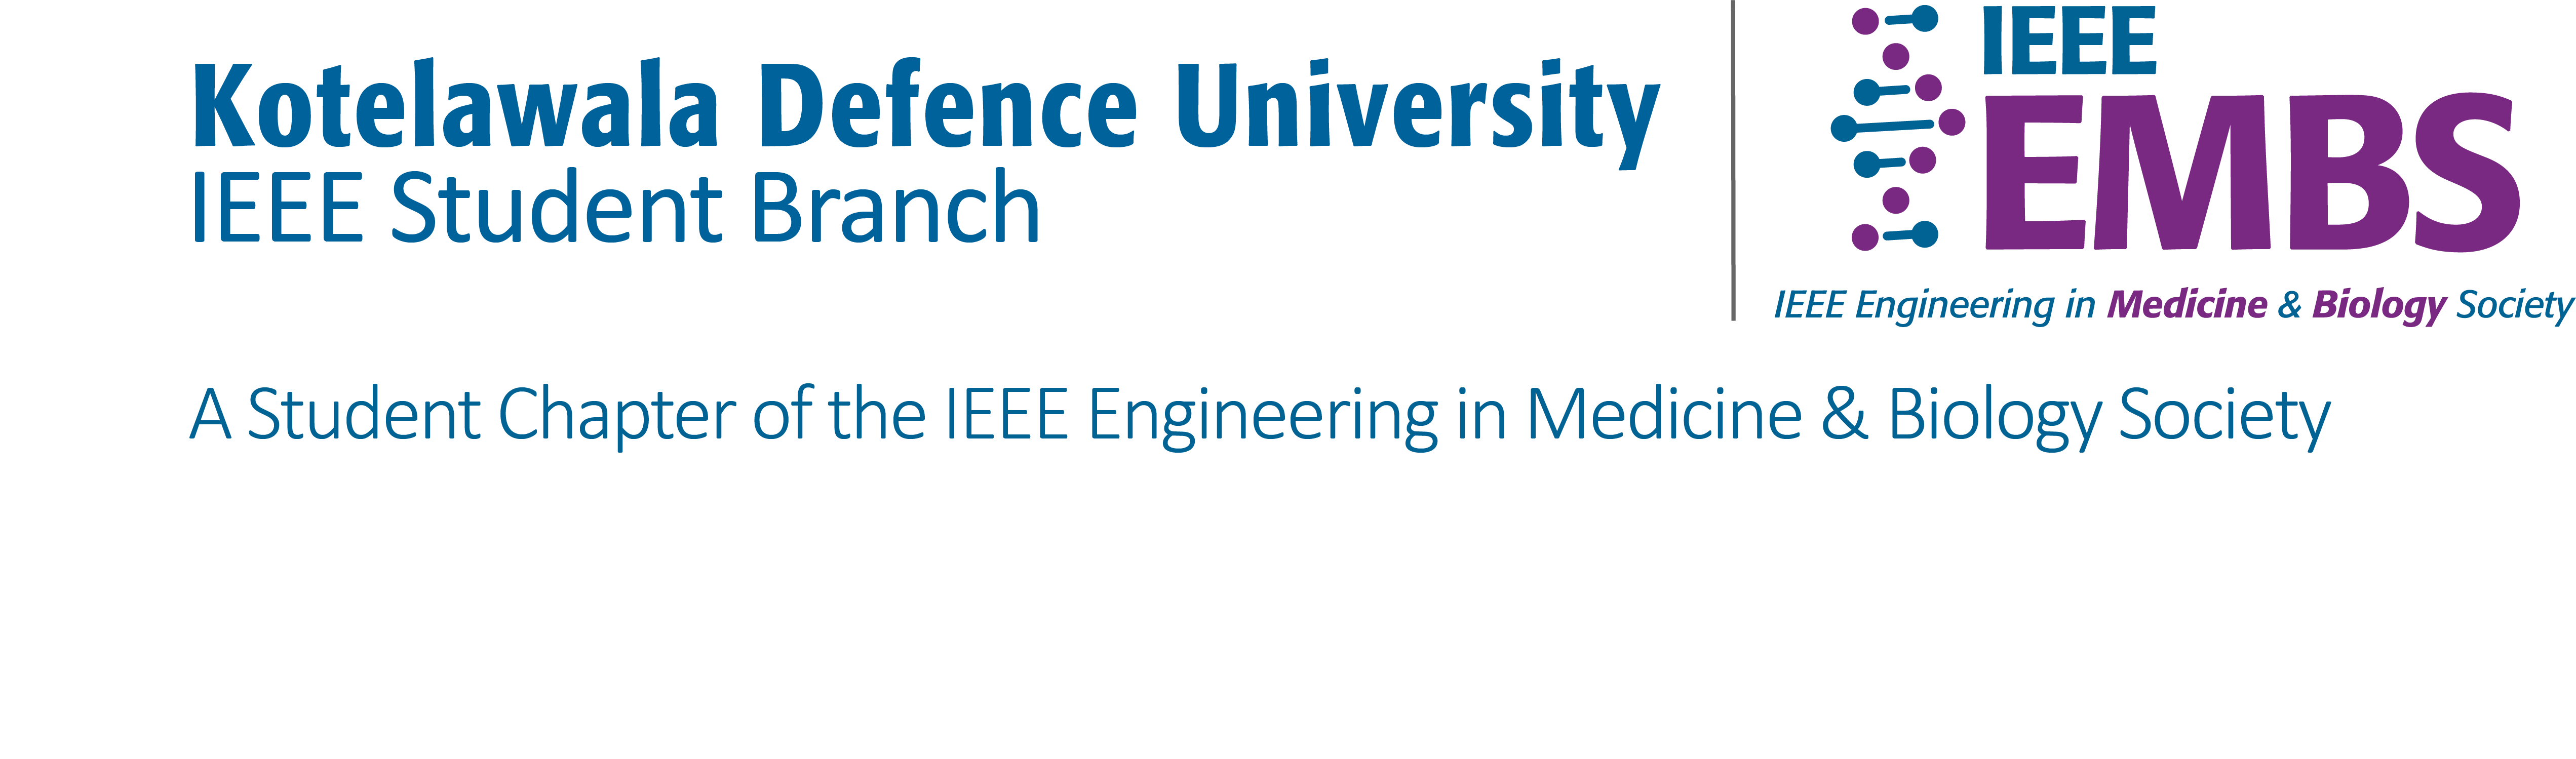 Kotelawala Defence University
IEEE Student Branch
IEEE
EMBS
IEEE Engineering in Medicine & Biology Society
A Student Chapter of the IEEE Engineering in Medicine & Biology Society